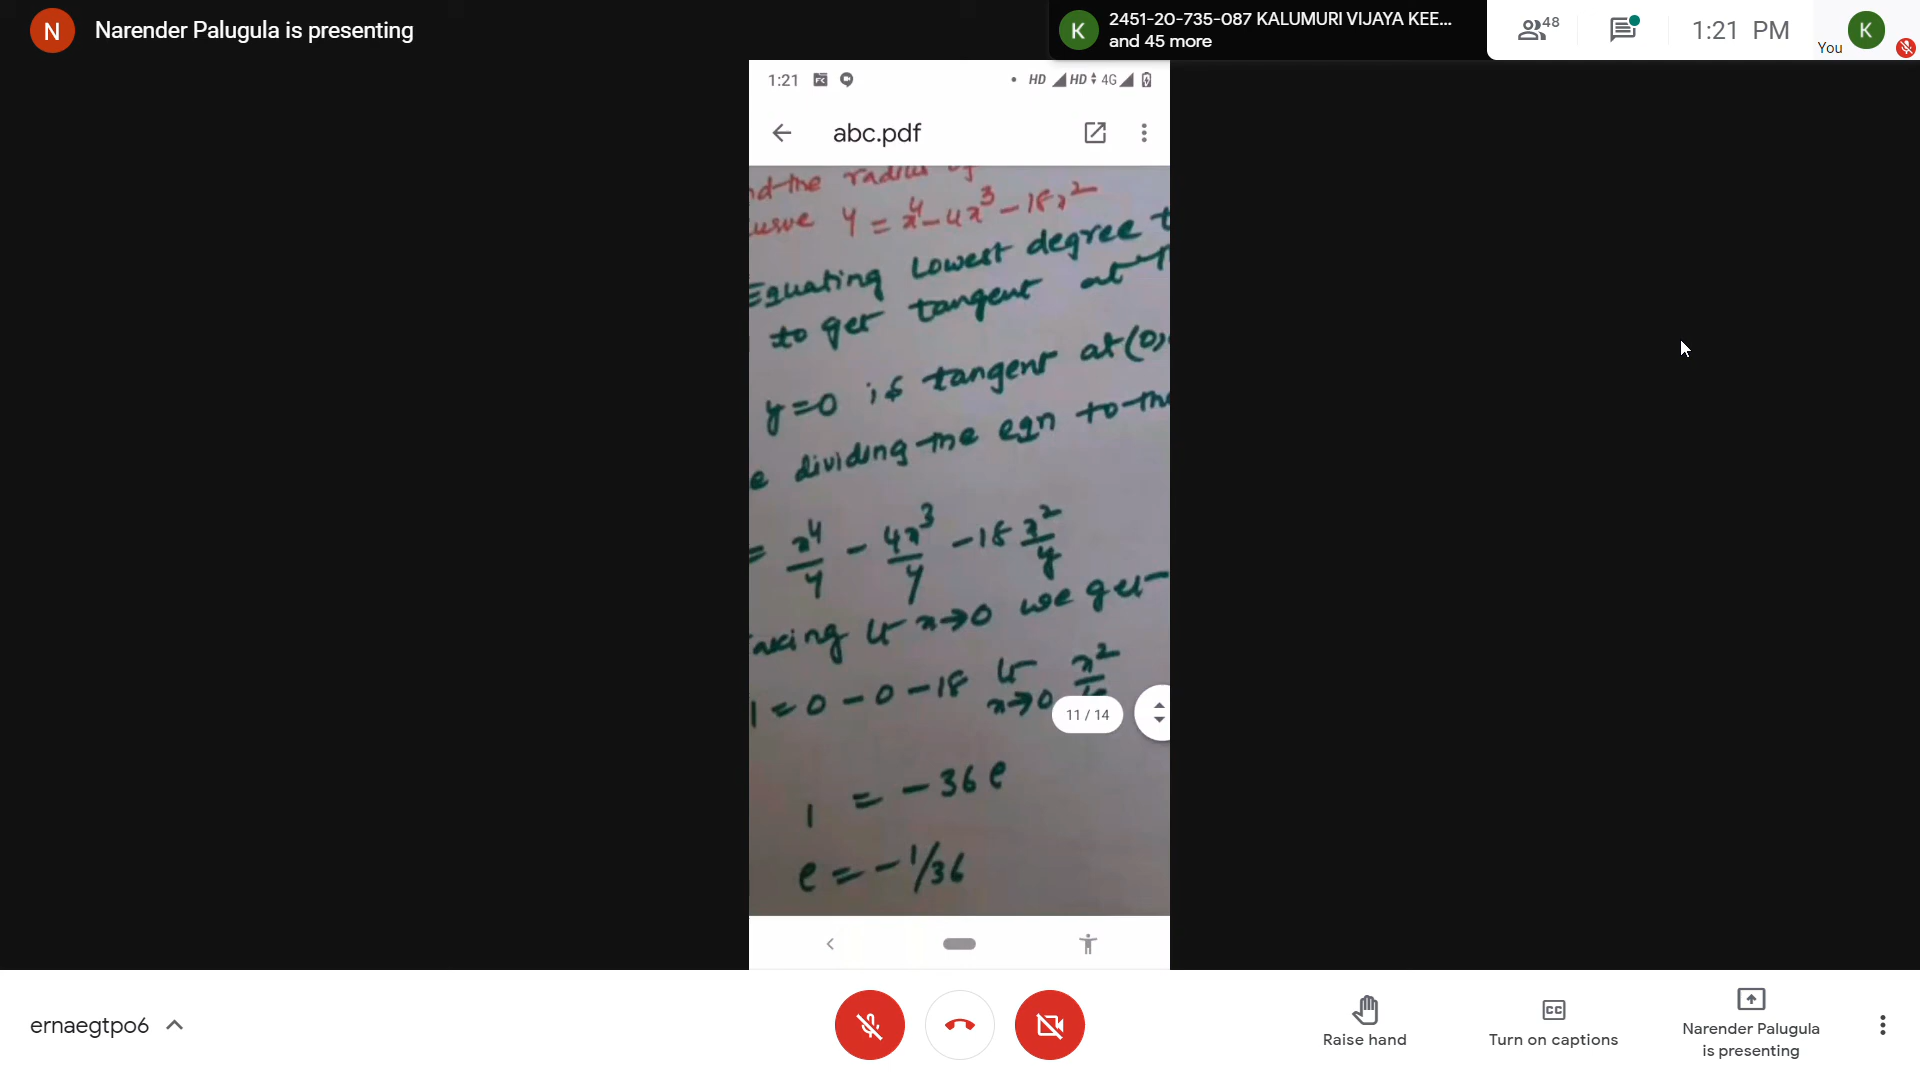 N Narender Palugula is presenting
K 2451-20-735-087 KALUMURI VIJAYA KEE...
and 45 more
48
1:21 PM
You K
1:21 HD HD 4G
abc.pdf
nd the radius of
curve y = x⁴ - 4x³ - 18x²
Equating Lowest degree t
to get tangent at
y=0 is tangent at (0,
e dividing the eqn to the
= x⁴/y - 4x³/y - 18 x²/y
Taking Lt x→0 we get
1 = 0 - 0 - 18 Lt x→0 x²
11 / 14
1 = - 36 e
e = - 1/36
ernaegtpo6
Raise hand
Turn on captions
Narender Palugula
is presenting